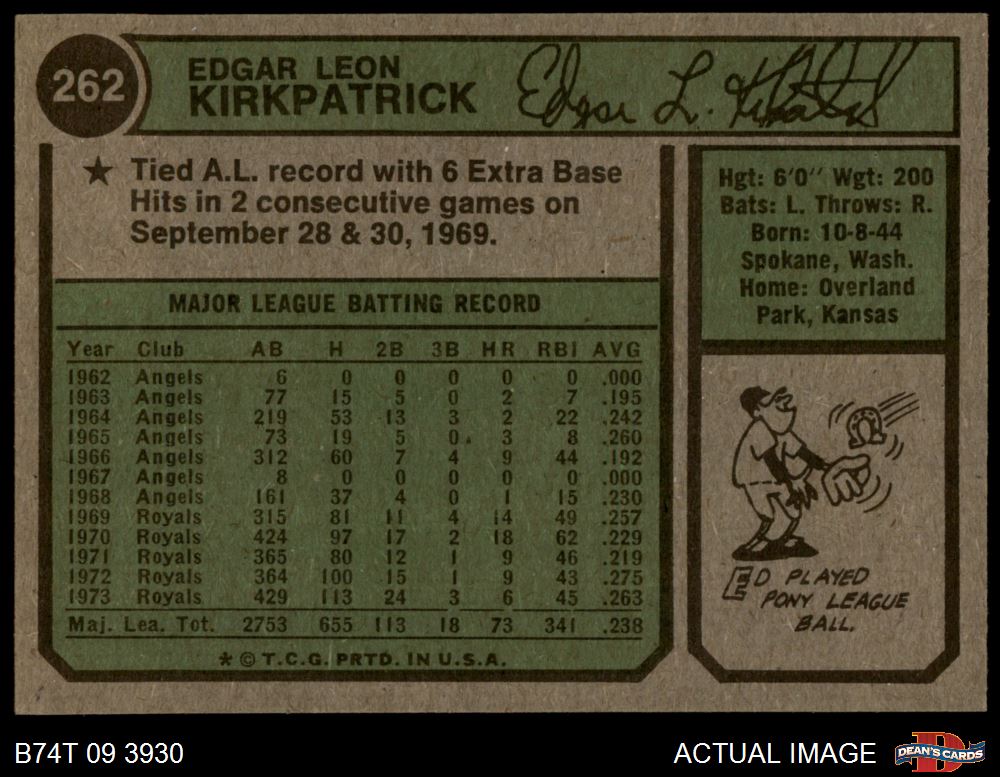 262
EDGAR LEON
KIRKPATRICK
Edgar L. Kirkpatrick
★ Tied A.L. record with 6 Extra Base
Hits in 2 consecutive games on
September 28 & 30, 1969.
MAJOR LEAGUE BATTING RECORD
Year Club AB H 2B 3B HR RBI AVG
1962 Angels 6 0 0 0 0 0 .000
1963 Angels 77 15 5 0 2 7 .195
1964 Angels 219 53 13 3 2 22 .242
1965 Angels 73 19 5 0 3 8 .260
1966 Angels 312 60 7 4 9 44 .192
1967 Angels 8 0 0 0 0 0 .000
1968 Angels 161 37 4 0 1 15 .230
1969 Royals 315 81 11 4 14 49 .257
1970 Royals 424 97 17 2 18 62 .229
1971 Royals 365 80 12 1 9 46 .219
1972 Royals 364 100 15 1 9 43 .275
1973 Royals 429 113 24 3 6 45 .263
Maj. Lea. Tot. 2753 655 113 18 73 341 .238
* © T.C.G. PRTD. IN U.S.A.
Hgt: 6'0" Wgt: 200
Bats: L. Throws: R.
Born: 10-8-44
Spokane, Wash.
Home: Overland
Park, Kansas
ED PLAYED
PONY LEAGUE
BALL.
B74T 09 3930
ACTUAL IMAGE
DEAN'S CARDS